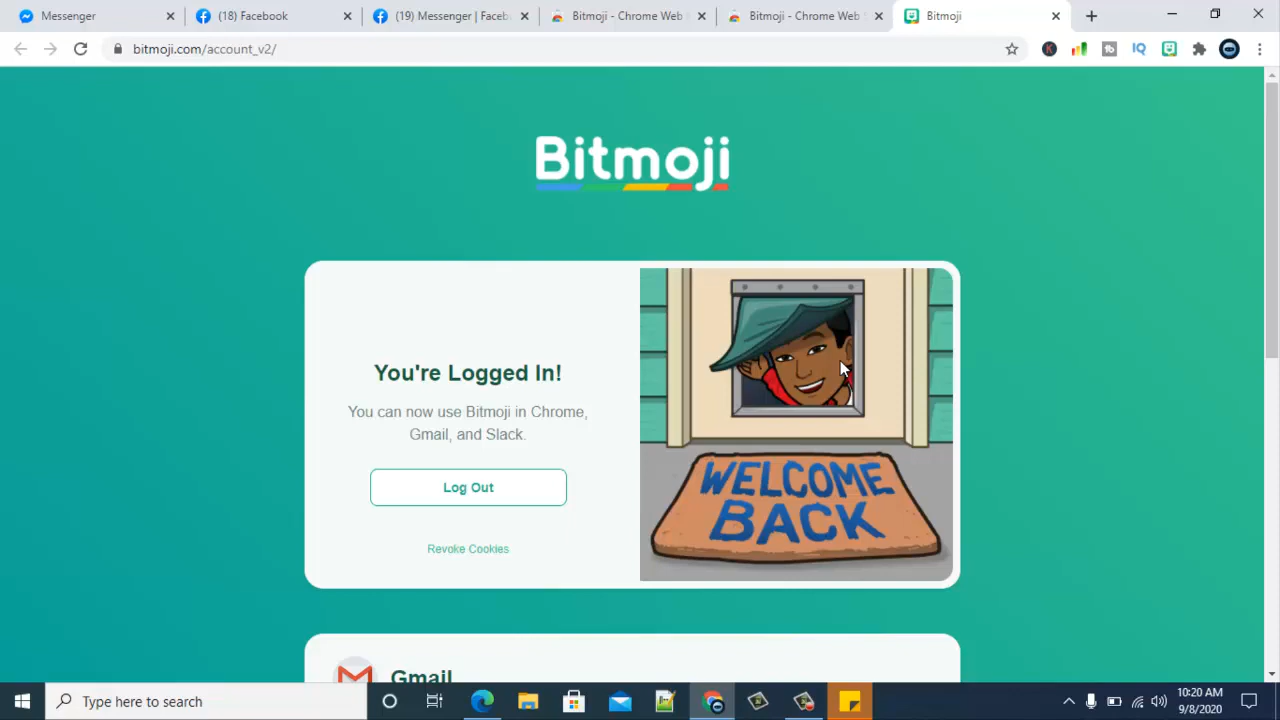 Messenger
(18) Facebook
(19) Messenger | Faceb
Bitmoji - Chrome Web
Bitmoji - Chrome Web
Bitmoji
bitmoji.com/account_v2/
K
tb
IQ
Bitmoji
You're Logged In!
You can now use Bitmoji in Chrome,
Gmail, and Slack.
Log Out
Revoke Cookies
WELCOME
BACK
Gmail
Type here to search
10:20 AM
9/8/2020